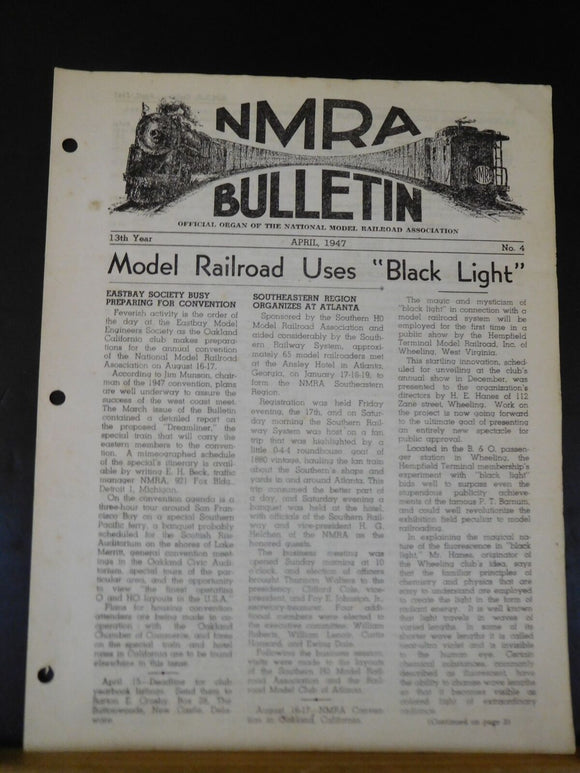 NMRA
BULLETIN
NMRA
OFFICIAL ORGAN OF THE NATIONAL MODEL RAILROAD ASSOCIATION
13th Year
APRIL, 1947
No. 4
Model Railroad Uses "Black Light"
EASTBAY SOCIETY BUSY
PREPARING FOR CONVENTION
Feverish activity is the order of
the day at the Eastbay Model
Engineers Society as the Oakland
California club makes prepara-
tions for the annual convention
of the National Model Railroad
Association on August 16-17.
According to Jim Munson, chair-
man of the 1947 convention, plans
are well underway to assure the
success of the west coast meet.
The March issue of the Bulletin
contained a detailed report on
the proposed "Dreamliner," the
special train that will carry the
eastern members to the conven-
tion. A mimeographed schedule
of the special's itinerary is avail-
able by writing E. H. Beck, traffic
manager NMRA, 921 Fox Bldg.,
Detroit 1, Michigan.
On the convention agenda is a
three-hour tour around San Fran-
cisco Bay on a special Southern
Pacific ferry, a banquet probably
scheduled for the Scottish Rite
Auditorium on the shores of Lake
Merritt, general convention meet-
ings in the Oakland Civic Audi-
torium, special tours of the par-
ticular area, and the opportunity
to view "the finest operating
O and HO layouts in the U.S.A."
Plans for housing convention
attenders are being made in co-
operation with the Oakland
Chamber of Commerce, and fares
on the special train and hotel
rates in California are to be found
elsewhere in this issue.
April 15—Deadline for club
yearbook listings. Send them to
Burton E. Crosby, Box 28, The
Buttonwoods, New Castle, Dela-
ware.
SOUTHEASTERN REGION
ORGANIZES AT ATLANTA
Sponsored by the Southern HO
Model Railroad Association and
aided considerably by the South-
ern Railway System, approxi-
mately 65 model railroaders met
at the Ansley Hotel in Atlanta,
Georgia, on January 17-18-19, to
form the NMRA Southeastern
Region.
Registration was held Friday
evening, the 17th, and on Satur-
day morning the Southern Rail-
way System was host on a fan
trip that was highlighted by a
little 0-4-4 roundhouse goat of
1880 vintage, hauling the fan train
about the Southern's shops and
yards in and around Atlanta. This
trip consumed the better part of
a day, and Saturday evening a
banquet was held at the hotel,
with officials of the Southern Rail-
way and vice-president H. G.
Heichen of the NMRA as the
honored guests.
The business meeting was
opened Sunday morning at 10
o'clock, and election of officers
brought Thomson Walters to the
presidency, Clifford Cale, vice-
president, and Foy E. Johnston, Jr.,
secretary-treasurer. Four addi-
tional members were elected to
the executive committee: William
Roberts, William Lenoir, Curtis
and Ewing Dale.
Following the business session,
visits were made to the layouts
of the Southern HO Model Rail-
road Association and the Rail-
road Model Club of Atlanta.
August 16-17—NMRA Conven-
tion in Oakland, California.
The magic and mysticism of
"black light" in connection with a
model railroad system will be
employed for the first time in a
public show by the Hempfield
Terminal Model Railroad, Inc. of
Wheeling, West Virginia.
This startling innovation, sched-
uled for unveiling at the club's
annual show in December, was
presented to the organization's
directors by H. E. Hanes of 112
Zane street, Wheeling. Work on
the project is now going forward
to the ultimate goal of presenting
an entirely new spectacle for
public approval.
Located in the B. & O. passen-
ger station in Wheeling, the
Hempfield Terminal membership's
experiment with "black light"
bids well to surpass even the
stupendous publicity achieve-
ments of the famous P. T. Barnum,
and could well revolutionize the
exhibition field peculiar to model
railroading.
In explaining the magical na-
ture of the fluorescence in "black
light," Mr. Hanes, originator of
the Wheeling club's idea, says
that the familiar principles of
chemistry and physics that are
easy to understand are employed
to create the light in the form of
radiant energy. It is well known
that light travels in waves of
varied lengths. In some of its
shorter wave lengths it is called
near-ultra violet and is invisible
to the human eye. Certain
chemical substances, commonly
described as fluorescent, have
the ability to change wave lengths
so that it becomes visible as
colored light of extraordinary
radiance.
(Continued on page 2)